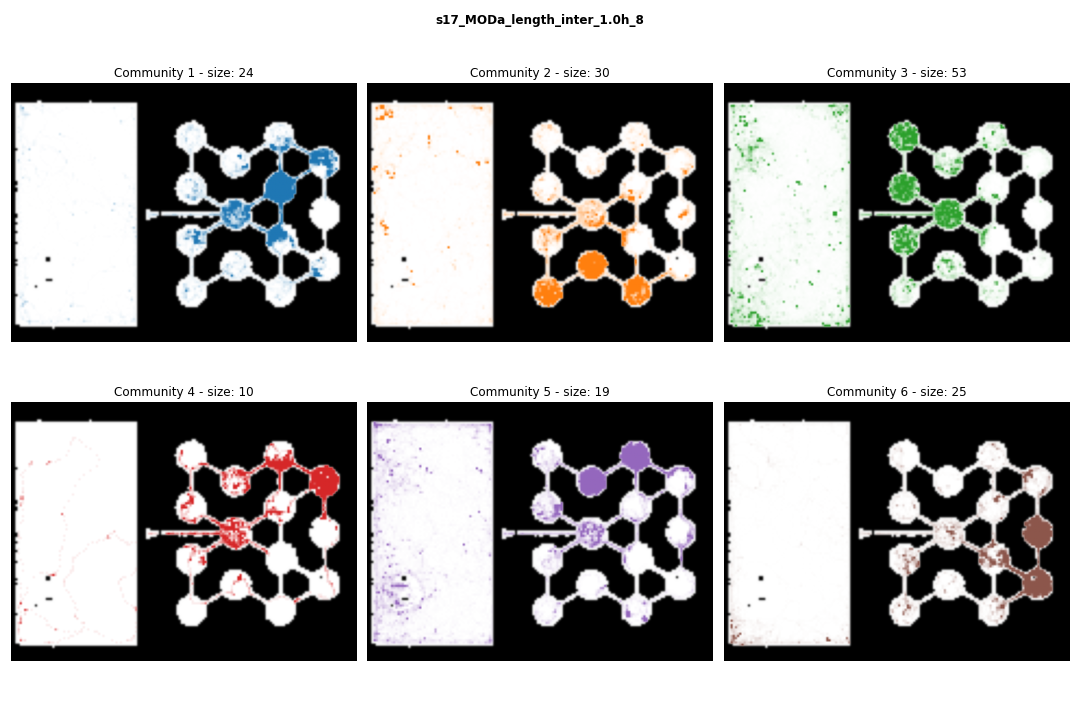 s17_MODa_length_inter_1.0h_8
Community 1 - size: 24
Community 2 - size: 30
Community 3 - size: 53
Community 4 - size: 10
Community 5 - size: 19
Community 6 - size: 25